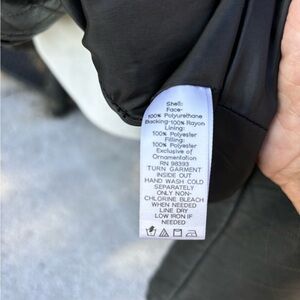 Shell:
Face-
100% Polyurethane
Backing-100% Rayon
Lining:
100% Polyester
Filling:
100% Polyester
Exclusive of
Ornamentation
RN 98393
TURN GARMENT
INSIDE OUT
HAND WASH COLD
SEPARATELY
ONLY NON-
CHLORINE BLEACH
WHEN NEEDED
LINE DRY
LOW IRON IF
NEEDED